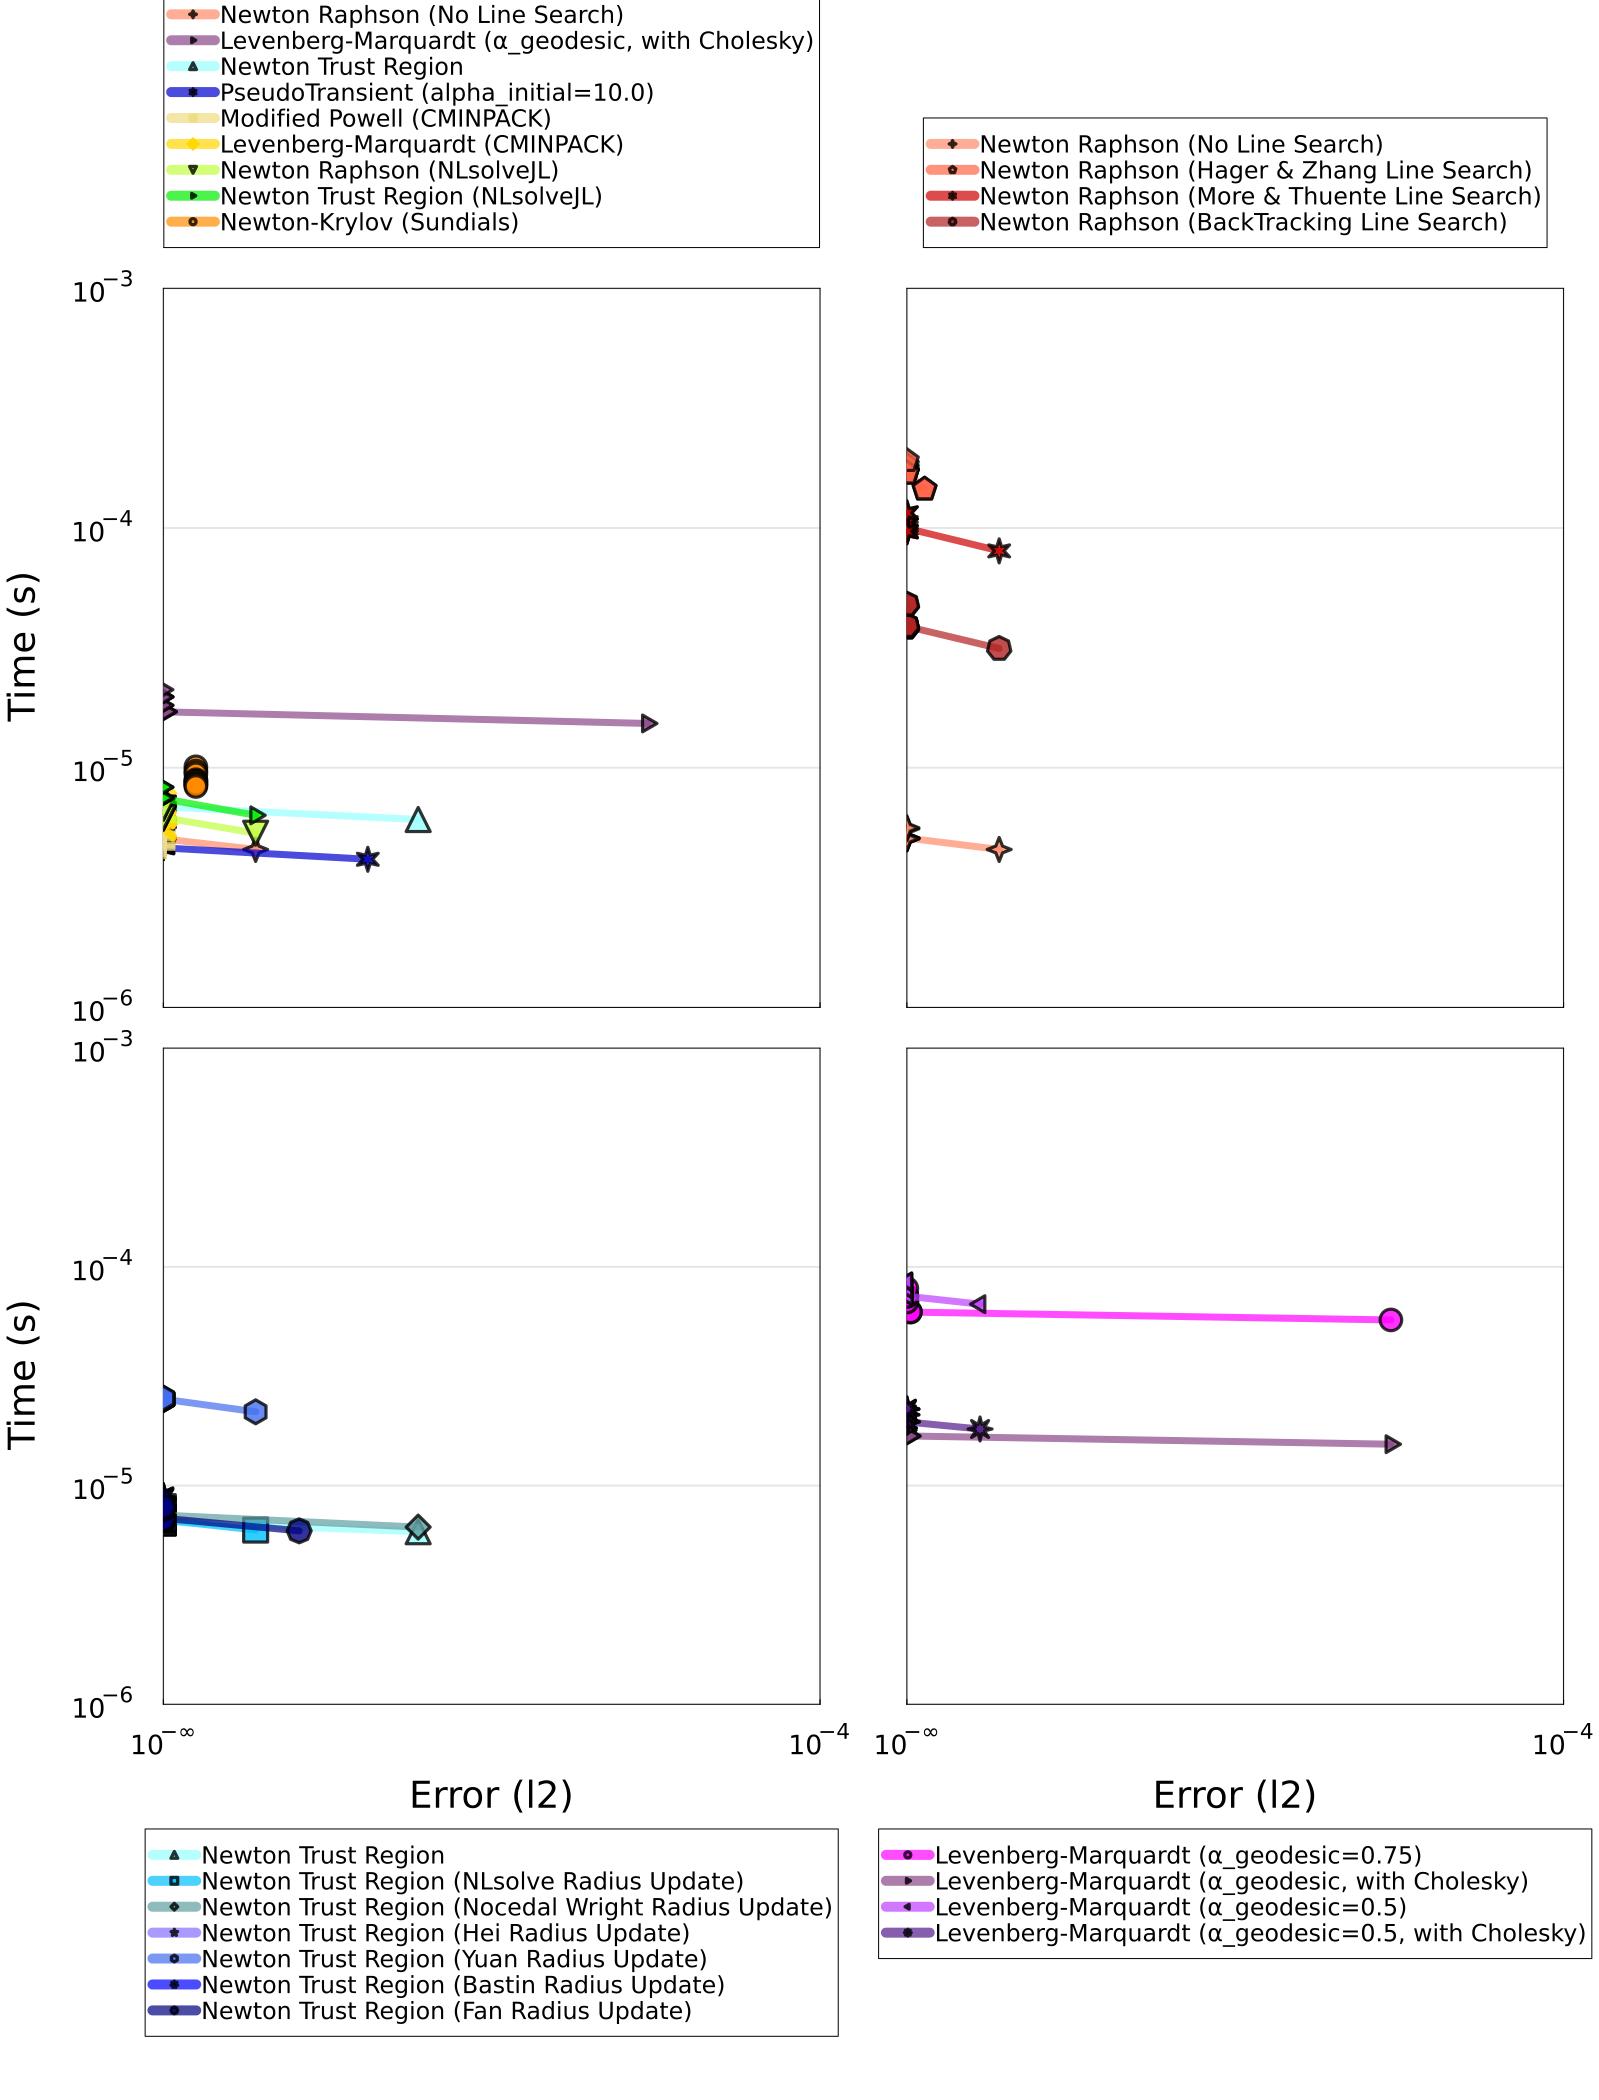 Newton Raphson (No Line Search)
Levenberg-Marquardt (α_geodesic, with Cholesky)
Newton Trust Region
PseudoTransient (alpha_initial=10.0)
Modified Powell (CMINPACK)
Levenberg-Marquardt (CMINPACK)
Newton Raphson (NLsolveJL)
Newton Trust Region (NLsolveJL)
Newton-Krylov (Sundials)
Newton Raphson (No Line Search)
Newton Raphson (Hager & Zhang Line Search)
Newton Raphson (More & Thuente Line Search)
Newton Raphson (BackTracking Line Search)
10⁻³
10⁻⁴
10⁻⁵
10⁻⁶
Time (s)
10⁻³
10⁻⁴
10⁻⁵
10⁻⁶
Time (s)
10^−∞
10⁻⁴
10^−∞
10⁻⁴
Error (l2)
Error (l2)
Newton Trust Region
Newton Trust Region (NLsolve Radius Update)
Newton Trust Region (Nocedal Wright Radius Update)
Newton Trust Region (Hei Radius Update)
Newton Trust Region (Yuan Radius Update)
Newton Trust Region (Bastin Radius Update)
Newton Trust Region (Fan Radius Update)
Levenberg-Marquardt (α_geodesic=0.75)
Levenberg-Marquardt (α_geodesic, with Cholesky)
Levenberg-Marquardt (α_geodesic=0.5)
Levenberg-Marquardt (α_geodesic=0.5, with Cholesky)